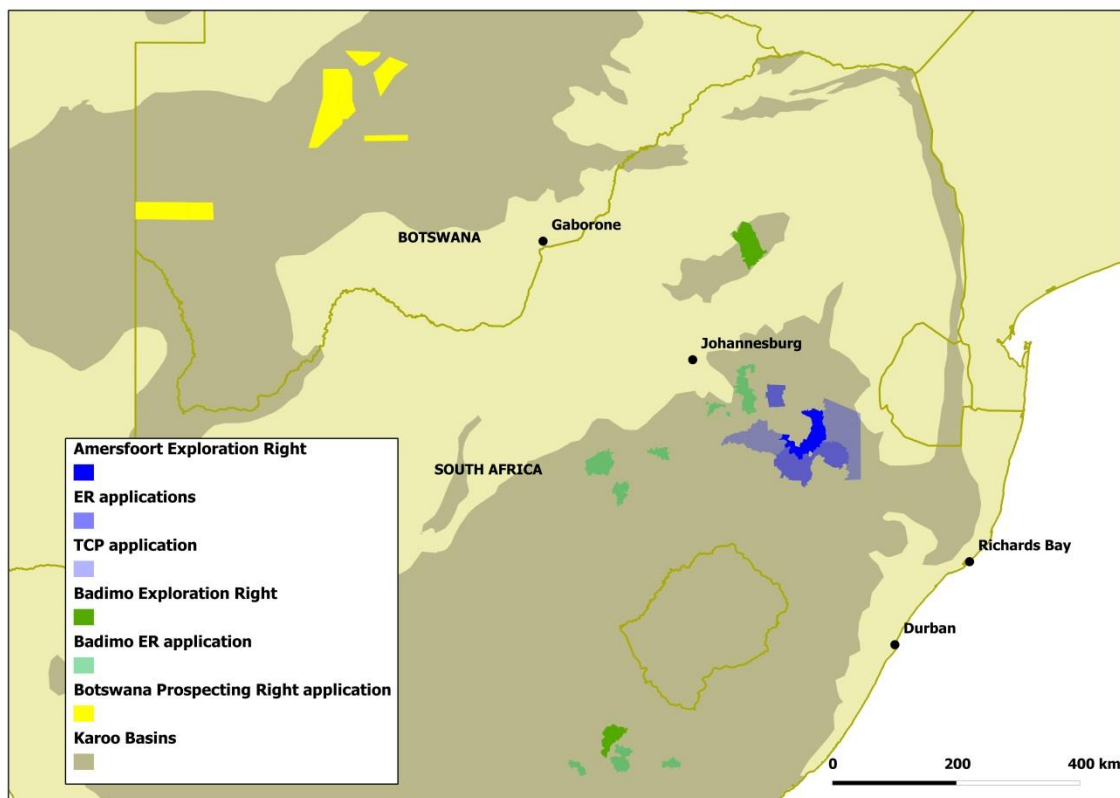 Gaborone
BOTSWANA
Johannesburg
SOUTH AFRICA
Richards Bay
Durban
Amersfoort Exploration Right
ER applications
TCP application
Badimo Exploration Right
Badimo ER application
Botswana Prospecting Right application
Karoo Basins
0 200 400 km